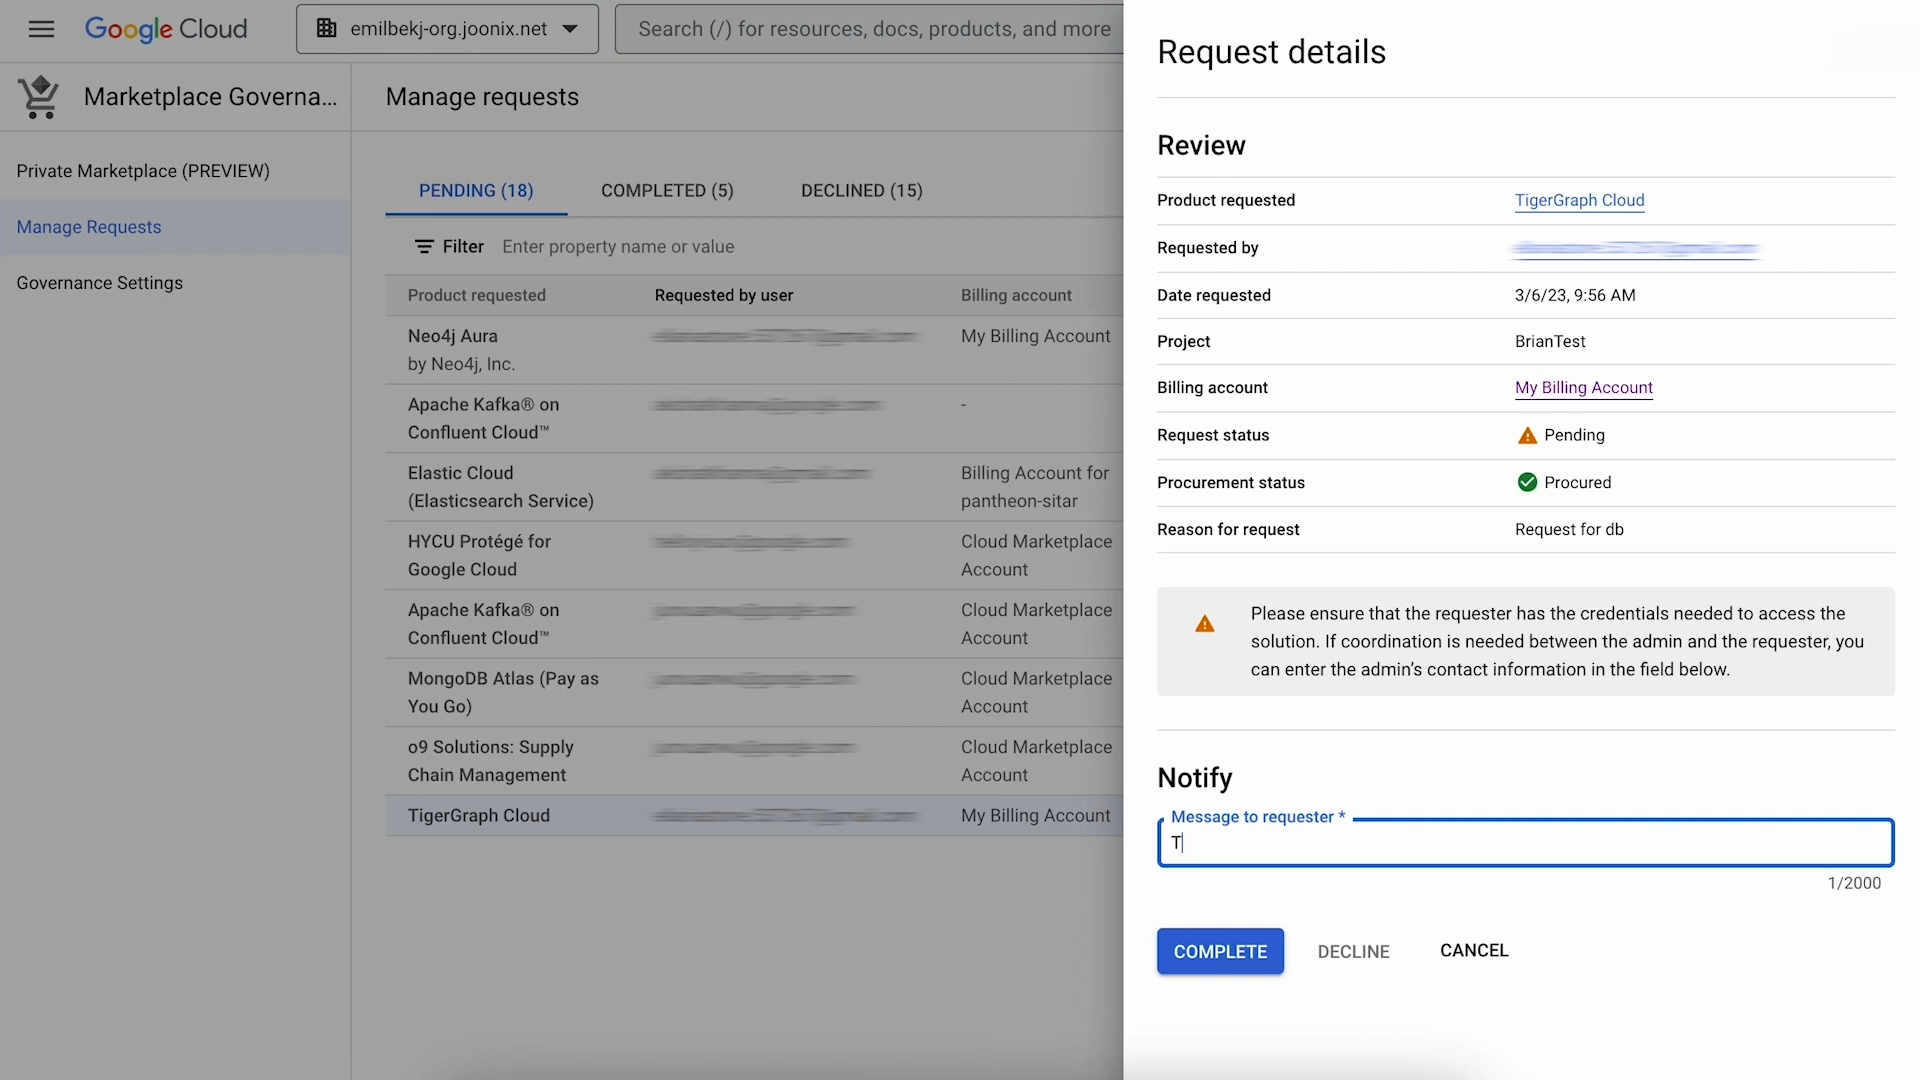 Google Cloud
emilbekj-org.joonix.net
Search (/) for resources, docs, products, and more
Marketplace Governa...
Manage requests
Private Marketplace (PREVIEW)
Manage Requests
Governance Settings
PENDING (18)
COMPLETED (5)
DECLINED (15)
Filter
Enter property name or value
Product requested
Requested by user
Billing account
Neo4j Aura
by Neo4j, Inc.
My Billing Account
Apache Kafka® on
Confluent Cloud™
-
Elastic Cloud
(Elasticsearch Service)
Billing Account for
pantheon-sitar
HYCU Protégé for
Google Cloud
Cloud Marketplace
Account
Apache Kafka® on
Confluent Cloud™
Cloud Marketplace
Account
MongoDB Atlas (Pay as
You Go)
Cloud Marketplace
Account
o9 Solutions: Supply
Chain Management
Cloud Marketplace
Account
TigerGraph Cloud
My Billing Account
Request details
Review
Product requested
TigerGraph Cloud
Requested by
Date requested
3/6/23, 9:56 AM
Project
BrianTest
Billing account
My Billing Account
Request status
Pending
Procurement status
Procured
Reason for request
Request for db
Please ensure that the requester has the credentials needed to access the
solution. If coordination is needed between the admin and the requester, you
can enter the admin's contact information in the field below.
Notify
Message to requester *
T
1/2000
COMPLETE
DECLINE
CANCEL